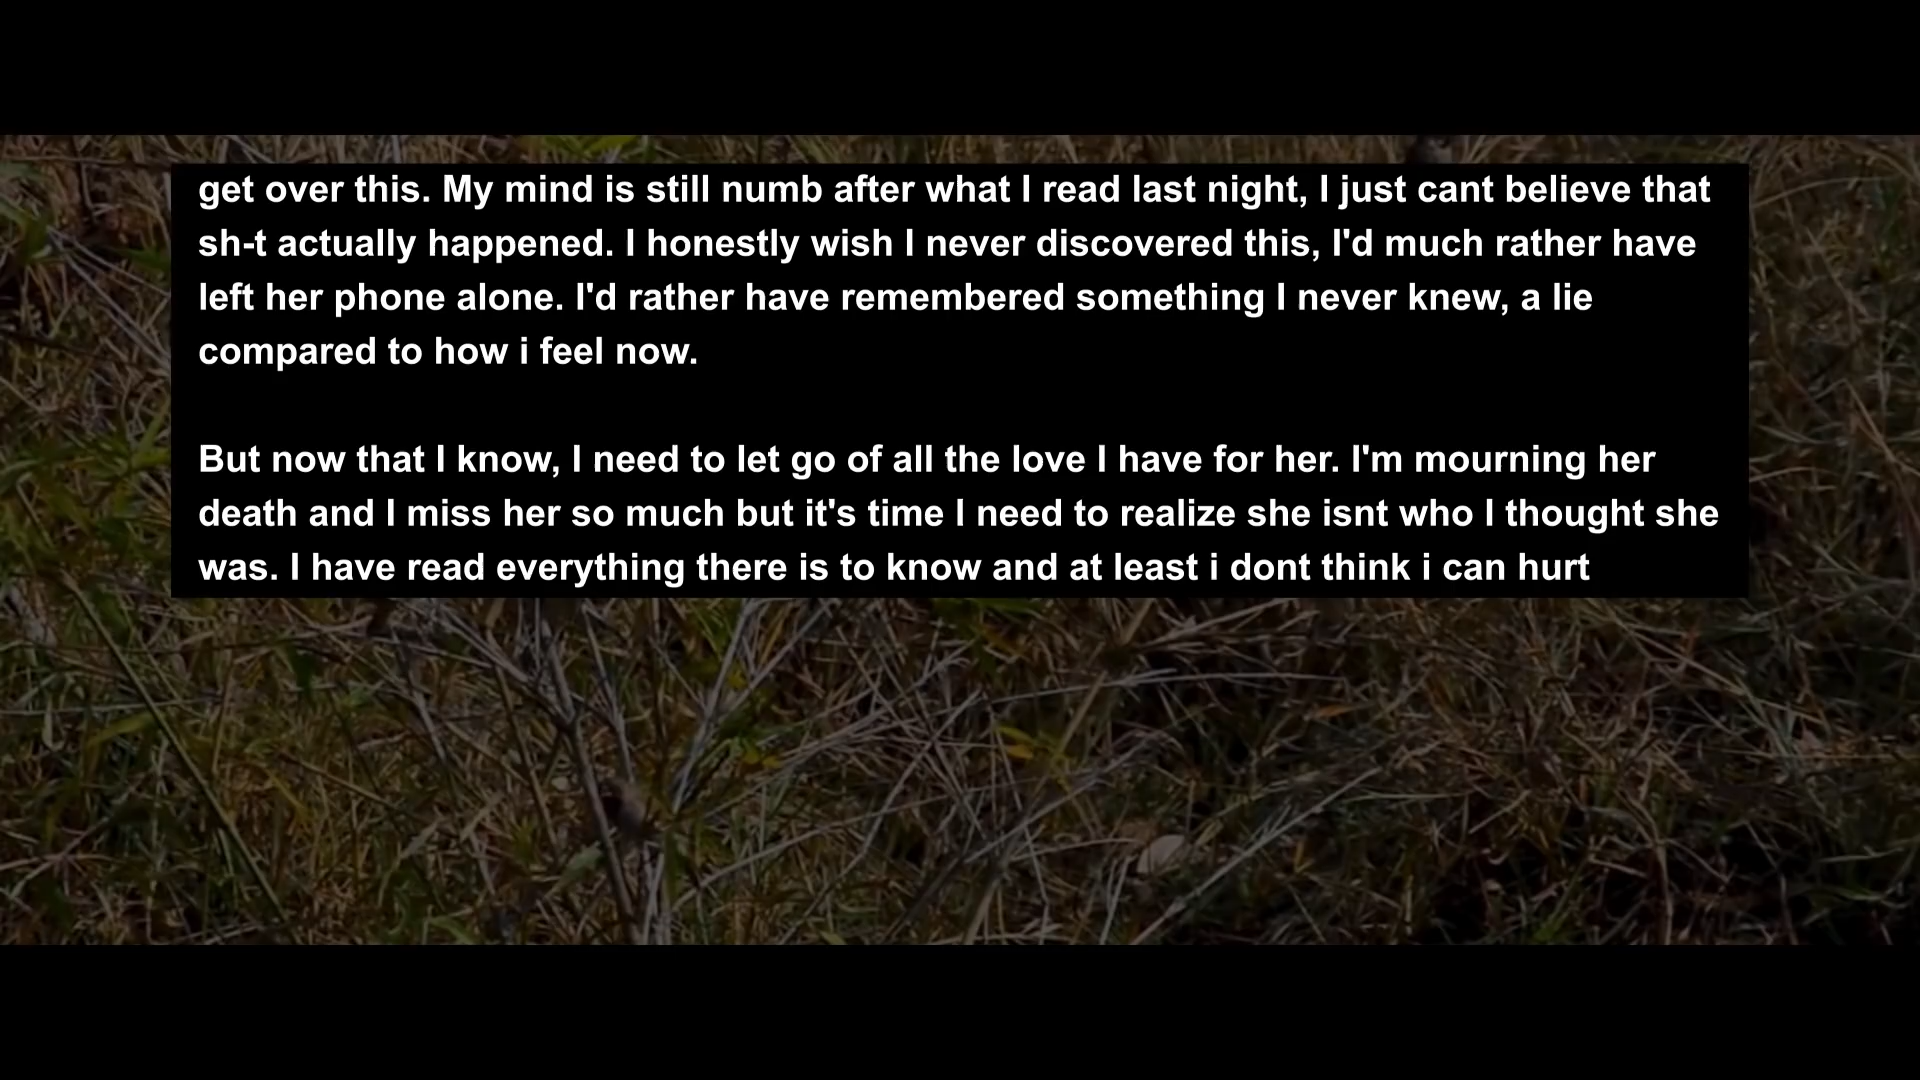 get over this. My mind is still numb after what I read last night, I just cant believe that
sh-t actually happened. I honestly wish I never discovered this, I'd much rather have
left her phone alone. I'd rather have remembered something I never knew, a lie
compared to how i feel now.
But now that I know, I need to let go of all the love I have for her. I'm mourning her
death and I miss her so much but it's time I need to realize she isnt who I thought she
was. I have read everything there is to know and at least i dont think i can hurt